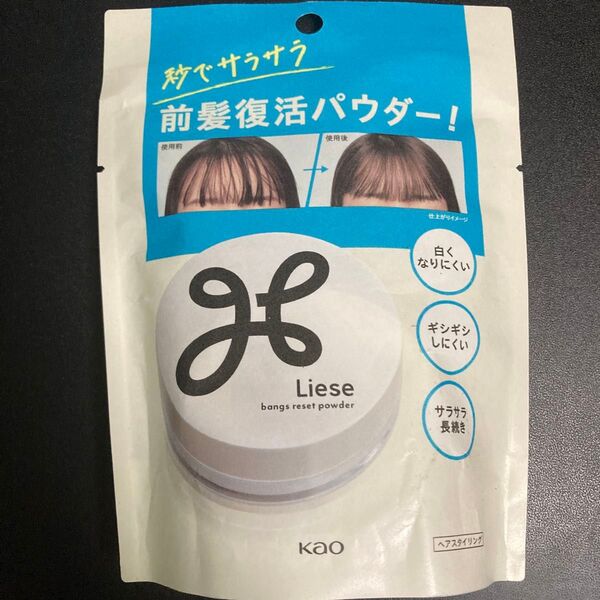 秒でサラサラ
前髪復活パウダー!
使用前
使用後
仕上がりイメージ
白く
なりにくい
ギシギシ
しにくい
サラサラ
長続き
Liese
bangs reset powder
Kao
ヘアスタイリング